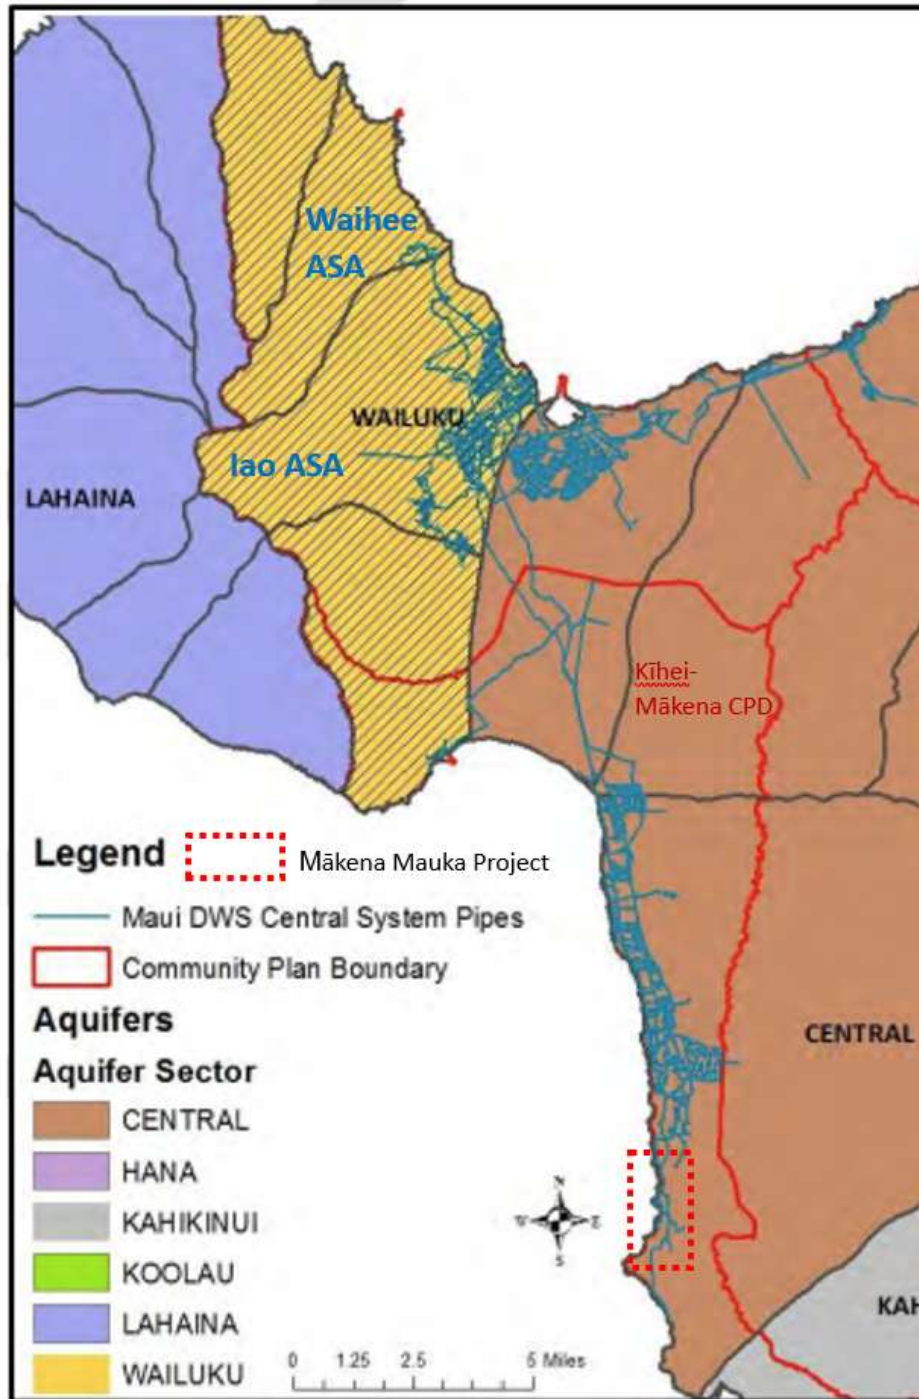 Waihee
ASA
WAILUKU
Iao ASA
LAHAINA
Kīhei-
Mākena CPD
Legend
Mākena Mauka Project
Maui DWS Central System Pipes
Community Plan Boundary
Aquifers
Aquifer Sector
CENTRAL
CENTRAL
HANA
KAHIKINUI
KOOLAU
LAHAINA
WAILUKU
N
W
E
S
KAH
0 1.25 2.5 5 Miles